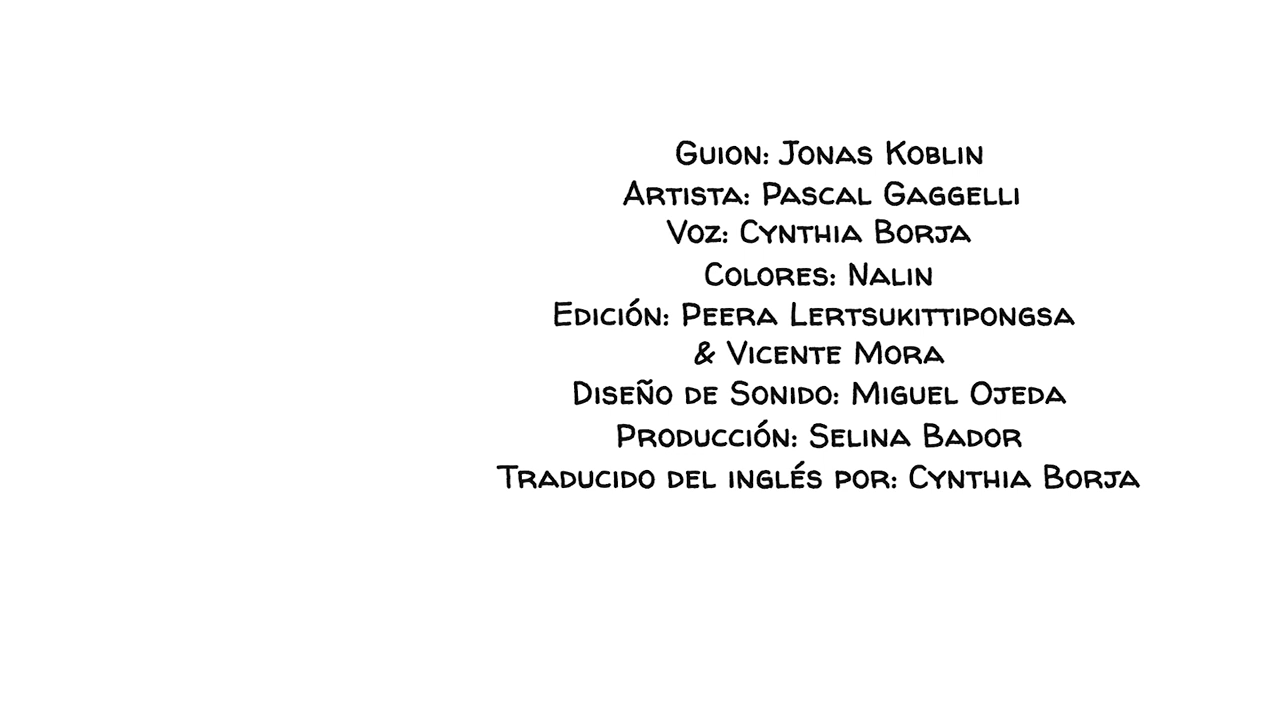 Guion: Jonas Koblin
Artista: Pascal Gaggelli
Voz: Cynthia Borja
Colores: Nalin
Edición: Peera Lertsukittipongsa
& Vicente Mora
Diseño de Sonido: Miguel Ojeda
Producción: Selina Bador
Traducido del inglés por: Cynthia Borja